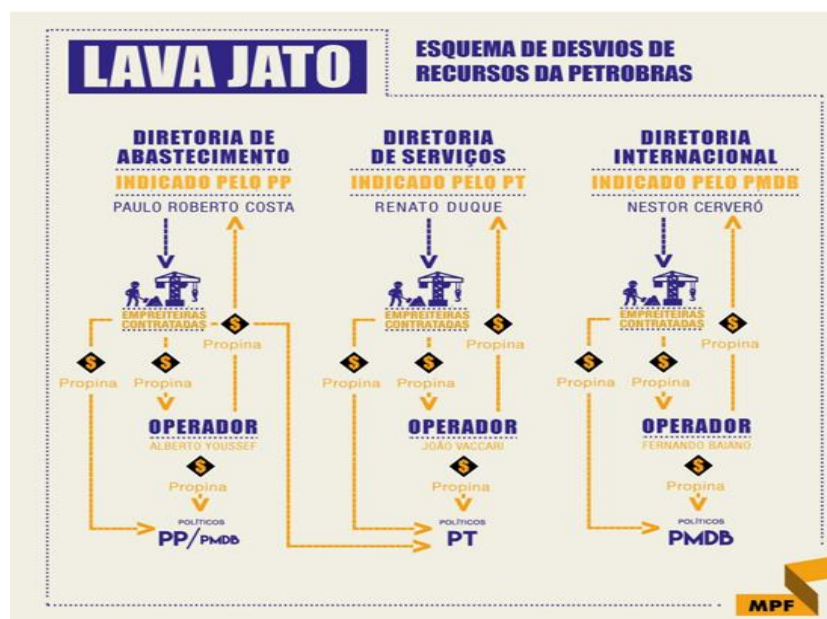 LAVA JATO
ESQUEMA DE DESVIOS DE
RECURSOS DA PETROBRAS
DIRETORIA DE
ABASTECIMENTO
INDICADO PELO PP
PAULO ROBERTO COSTA
EMPREITEIRAS
CONTRATADAS
$
Propina
$
Propina
$
Propina
OPERADOR
ALBERTO YOUSSEF
$
Propina
POLÍTICOS
PP/PMDB
DIRETORIA
DE SERVIÇOS
INDICADO PELO PT
RENATO DUQUE
EMPREITEIRAS
CONTRATADAS
$
Propina
$
Propina
$
Propina
OPERADOR
JOÃO VACCARI
$
Propina
POLÍTICOS
PT
DIRETORIA
INTERNACIONAL
INDICADO PELO PMDB
NESTOR CERVERÓ
EMPREITEIRAS
CONTRATADAS
$
Propina
$
Propina
$
Propina
OPERADOR
FERNANDO BAIANO
$
Propina
POLÍTICOS
PMDB
MPF